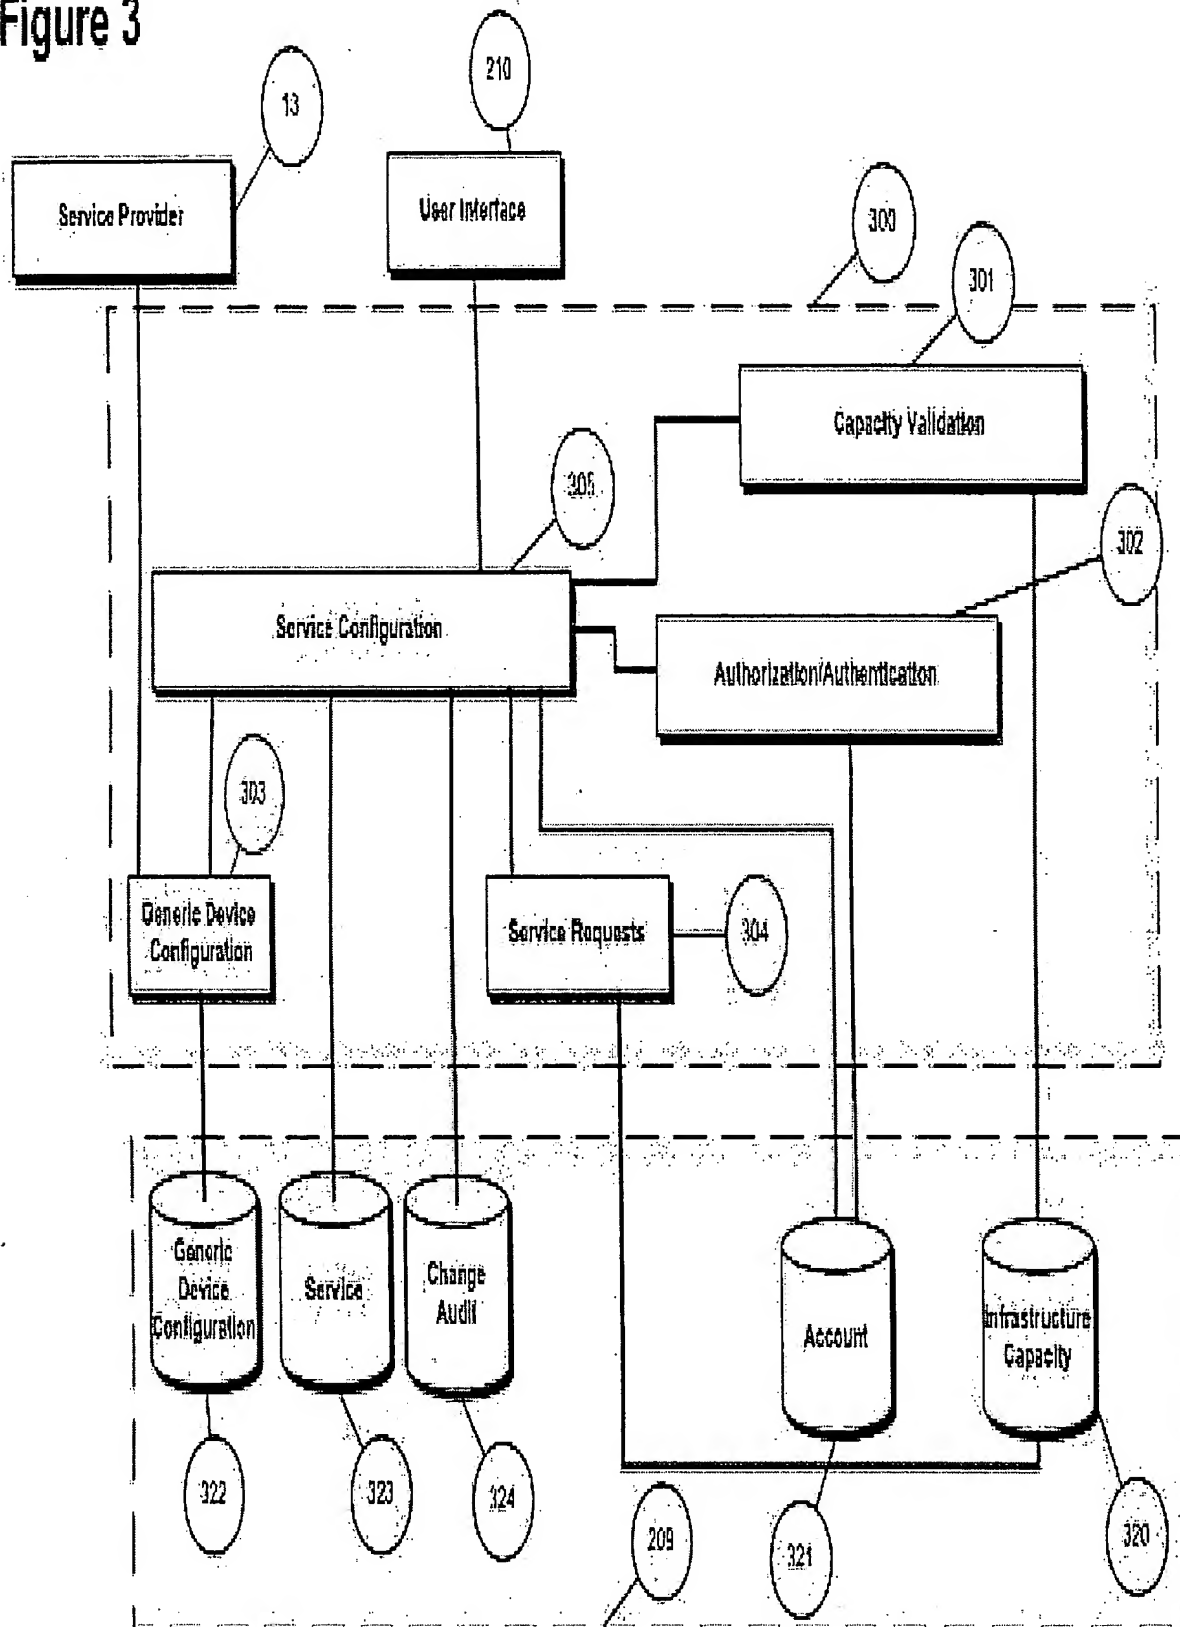 Figure 3
13
210
Service Provider
User Interface
300
301
Capacity Validation
305
302
Service Configuration
Authorization/Authentication
303
Generic Device
Configuration
Service Requests
304
Generic
Device
Configuration
Service
Change
Audit
Account
Infrastructure
Capacity
322
323
324
209
321
320